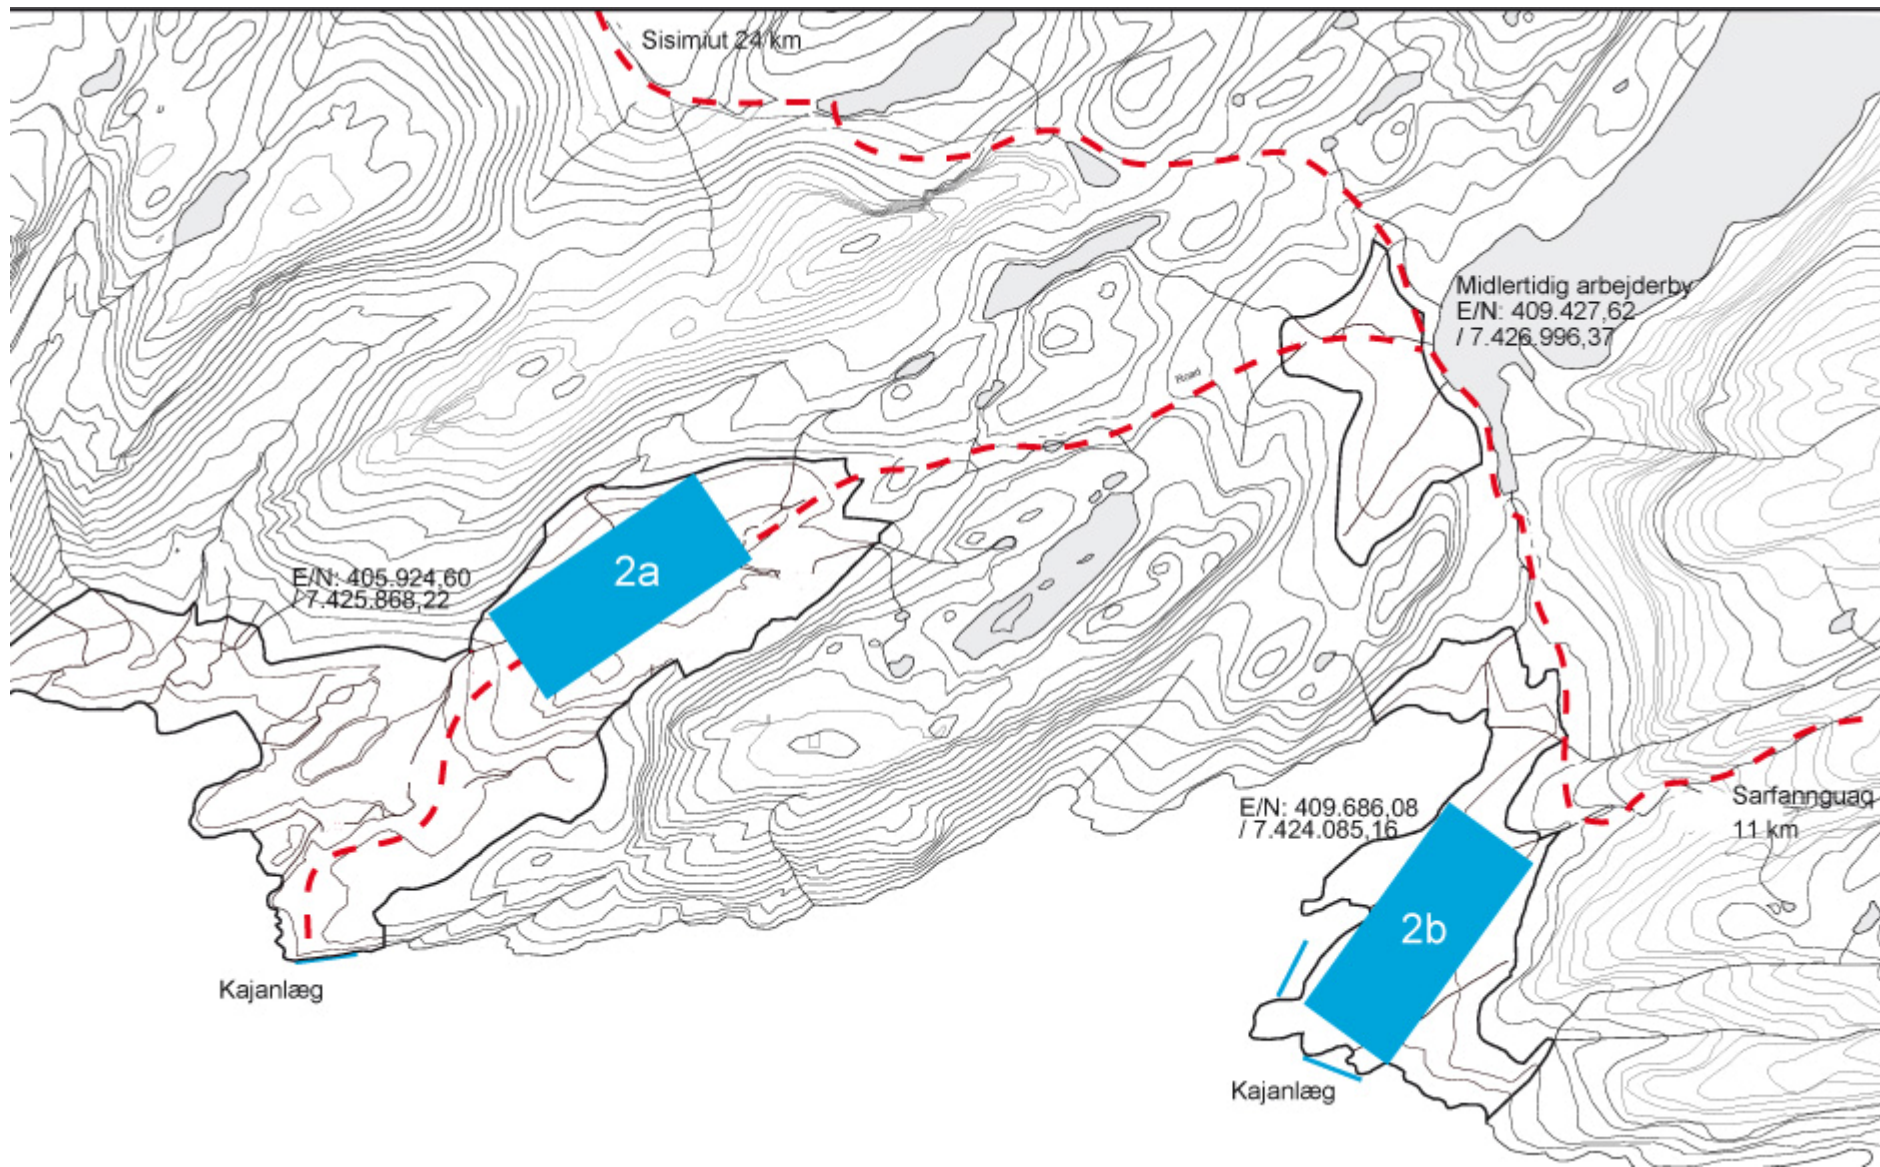 Sisimiut 24 km
Midlertidig arbejderby
E/N: 409.427,62
/ 7.426.996,37
Road
2a
E/N: 405.924,60
/ 7.425.868,22
E/N: 409.686,08
/ 7.424.085,16
Sarfannguaq
11 km
2b
Kajanlæg
Kajanlæg